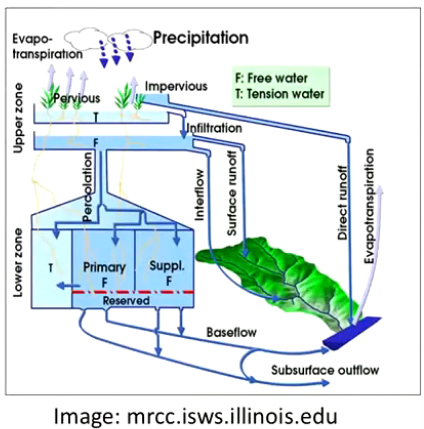 Evapo-
transpiration
Precipitation
Impervious
F: Free water
T: Tension water
Pervious
T
Upper zone
Infiltration
F
Percolation
Interflow
Surface runoff
Direct runoff
Evapotranspiration
Lower zone
T
Primary
F
Suppl.
F
Reserved
Baseflow
Subsurface outflow
Image: mrcc.isws.illinois.edu